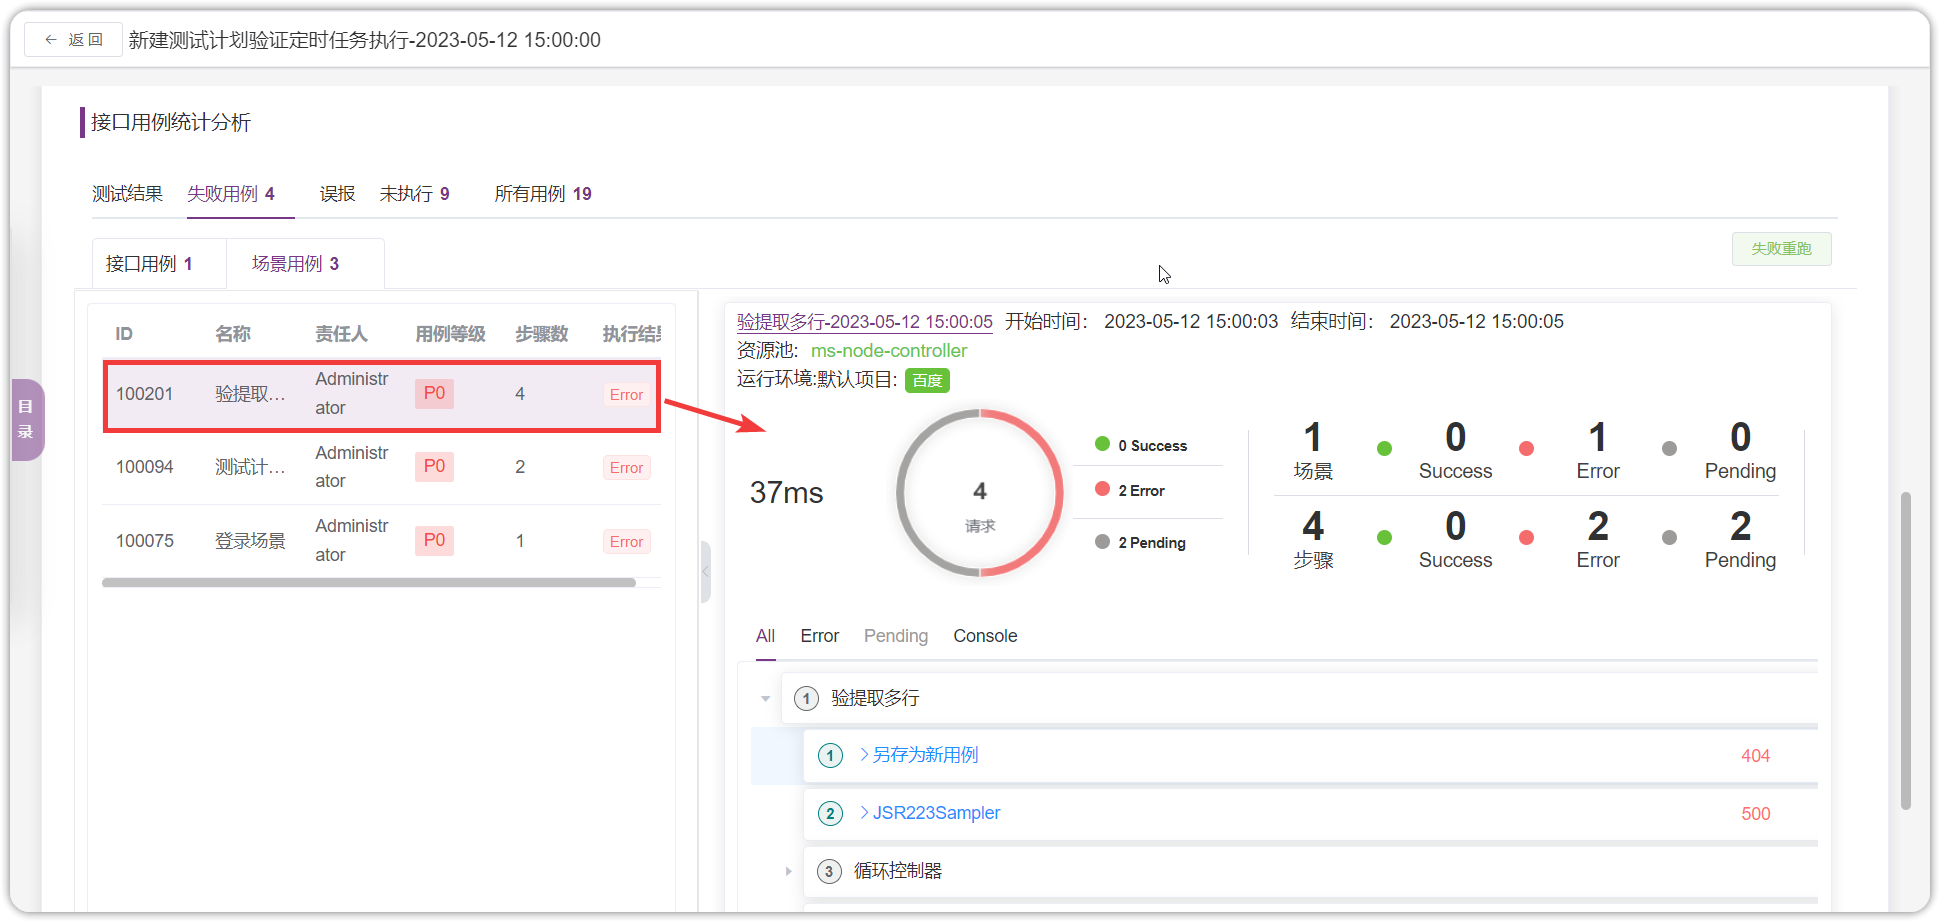 返 回 新建测试计划验证定时任务执行-2023-05-12 15:00:00
接口用例统计分析
测试结果 失败用例 4 误报 未执行 9 所有用例 19
接口用例 1 场景用例 3 失败重跑
目录
ID 名称 责任人 用例等级 步骤数 执行结
100201 验提取... Administrator P0 4 Error
100094 测试计... Administrator P0 2 Error
100075 登录场景 Administrator P0 1 Error
验提取多行-2023-05-12 15:00:05 开始时间： 2023-05-12 15:00:03 结束时间： 2023-05-12 15:00:05
资源池: ms-node-controller
运行环境:默认项目: 百度
37ms
4
请求
0 Success
2 Error
2 Pending
1 0 1 0
场景 Success Error Pending
4 0 2 2
步骤 Success Error Pending
All Error Pending Console
1 验提取多行
1 另存为新用例 404
2 JSR223Sampler 500
3 循环控制器